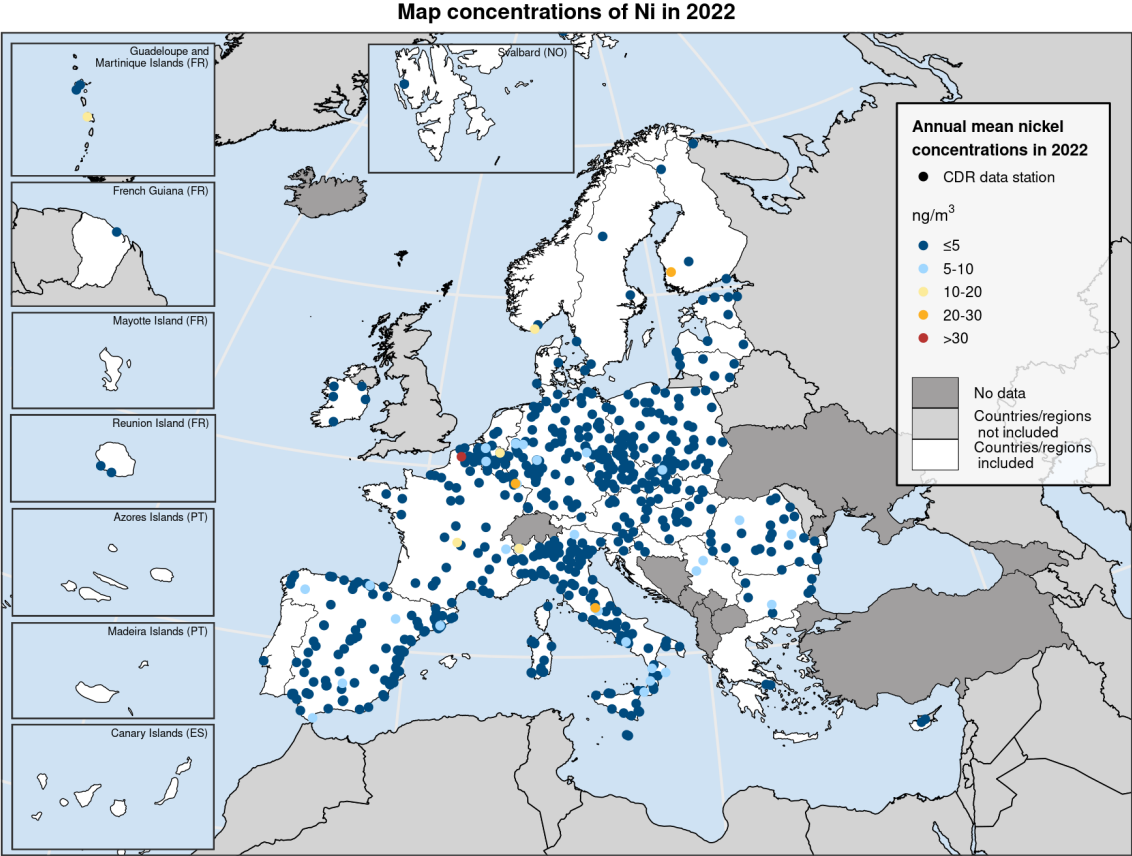 Map concentrations of Ni in 2022
Guadeloupe and
Martinique Islands (FR)
French Guiana (FR)
Mayotte Island (FR)
Reunion Island (FR)
Azores Islands (PT)
Madeira Islands (PT)
Canary Islands (ES)
Svalbard (NO)
Annual mean nickel
concentrations in 2022
CDR data station
ng/m³
≤5
5-10
10-20
20-30
>30
No data
Countries/regions
not included
Countries/regions
included